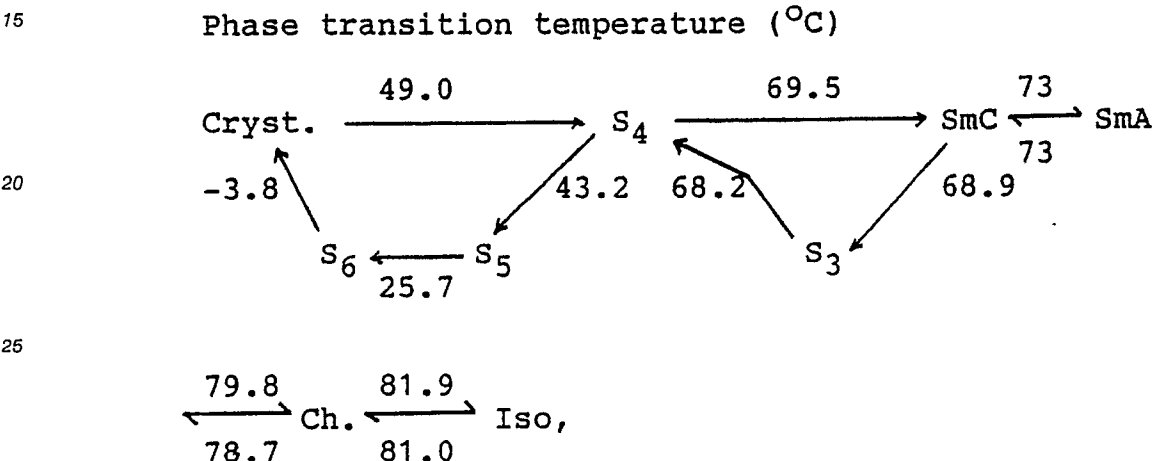 15 Phase transition temperature (°C)
49.0 69.5 73
Cryst. S4 SmC SmA
73
20 -3.8 43.2 68.2 68.9
S6 S5 S3
25.7
25
79.8 81.9
Ch. Iso,
78.7 81.0